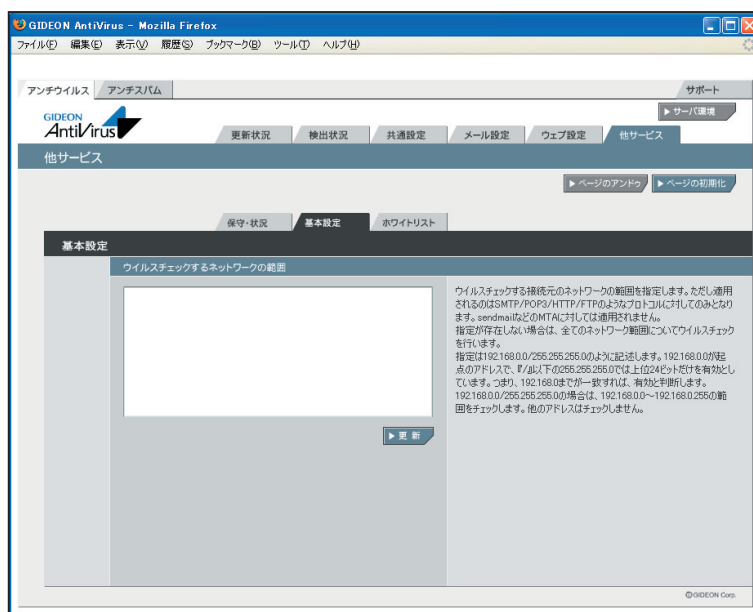 GIDEON AntiVirus - Mozilla Firefox
ファイル(F) 編集(E) 表示(V) 履歴(S) ブックマーク(B) ツール(T) ヘルプ(H)
アンチウイルス アンチスパム サポート
▶サーバ環境
GIDEON
AntiVirus
更新状況 検出状況 共通設定 メール設定 ウェブ設定 他サービス
他サービス
▶ページのアンドゥ ▶ページの初期化
保守・状況 基本設定 ホワイトリスト
基本設定
ウイルスチェックするネットワークの範囲
ウイルスチェックする接続元のネットワークの範囲を指定します。ただし適用
されるのはSMTP/POP3/HTTP/FTPのようなプロトコルに対してのみとなり
ます。sendmailなどのMTAに対しては適用されません。
指定が存在しない場合は、全てのネットワーク範囲についてウイルスチェック
を行います。
指定は192.168.0.0/255.255.255.0のように記述します。192.168.0.0が起
点のアドレスで、『/』以下の255.255.255.0では上位24ビットだけを有効とし
ています。つまり、192.168.0までが一致すれば、有効と判断します。
192.168.0.0/255.255.255.0の場合は、192.168.0.0～192.168.0.255の範
囲をチェックします。他のアドレスはチェックしません。
▶更 新
©GIDEON Corp.